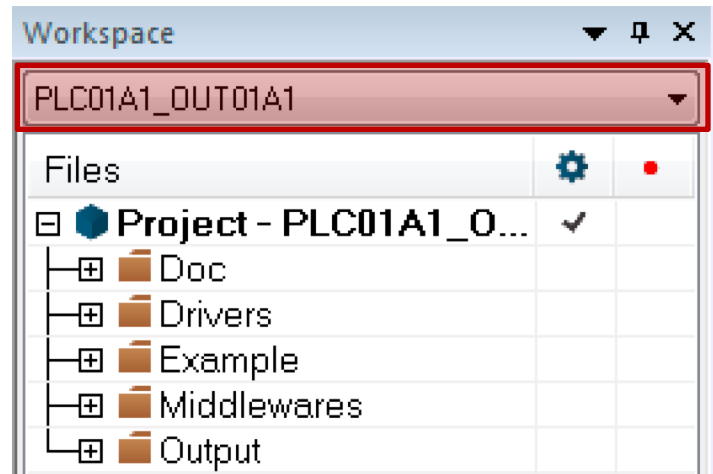 Workspace
PLC01A1_OUT01A1
Files
Project - PLC01A1_O...
Doc
Drivers
Example
Middlewares
Output